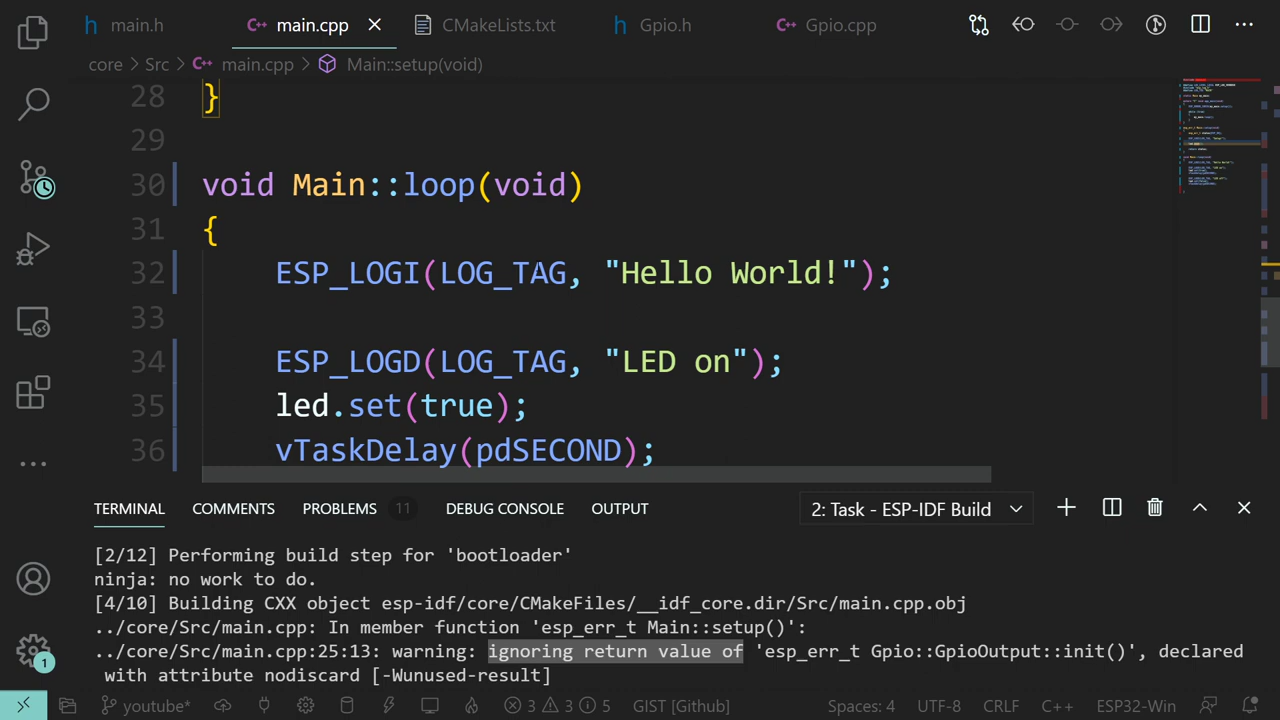 main.h
main.cpp
CMakeLists.txt
Gpio.h
Gpio.cpp
core > Src > main.cpp > Main::setup(void)
28 }
29
30 void Main::loop(void)
31 {
32 ESP_LOGI(LOG_TAG, "Hello World!");
33
34 ESP_LOGD(LOG_TAG, "LED on");
35 led.set(true);
36 vTaskDelay(pdSECOND);
TERMINAL COMMENTS PROBLEMS 11 DEBUG CONSOLE OUTPUT 2: Task - ESP-IDF Build
[2/12] Performing build step for 'bootloader'
ninja: no work to do.
[4/10] Building CXX object esp-idf/core/CMakeFiles/__idf_core.dir/Src/main.cpp.obj
../core/Src/main.cpp: In member function 'esp_err_t Main::setup()':
../core/Src/main.cpp:25:13: warning: ignoring return value of 'esp_err_t Gpio::GpioOutput::init()', declared
with attribute nodiscard [-Wunused-result]
1
youtube* 3 3 5 GIST [Github] Spaces: 4 UTF-8 CRLF C++ ESP32-Win